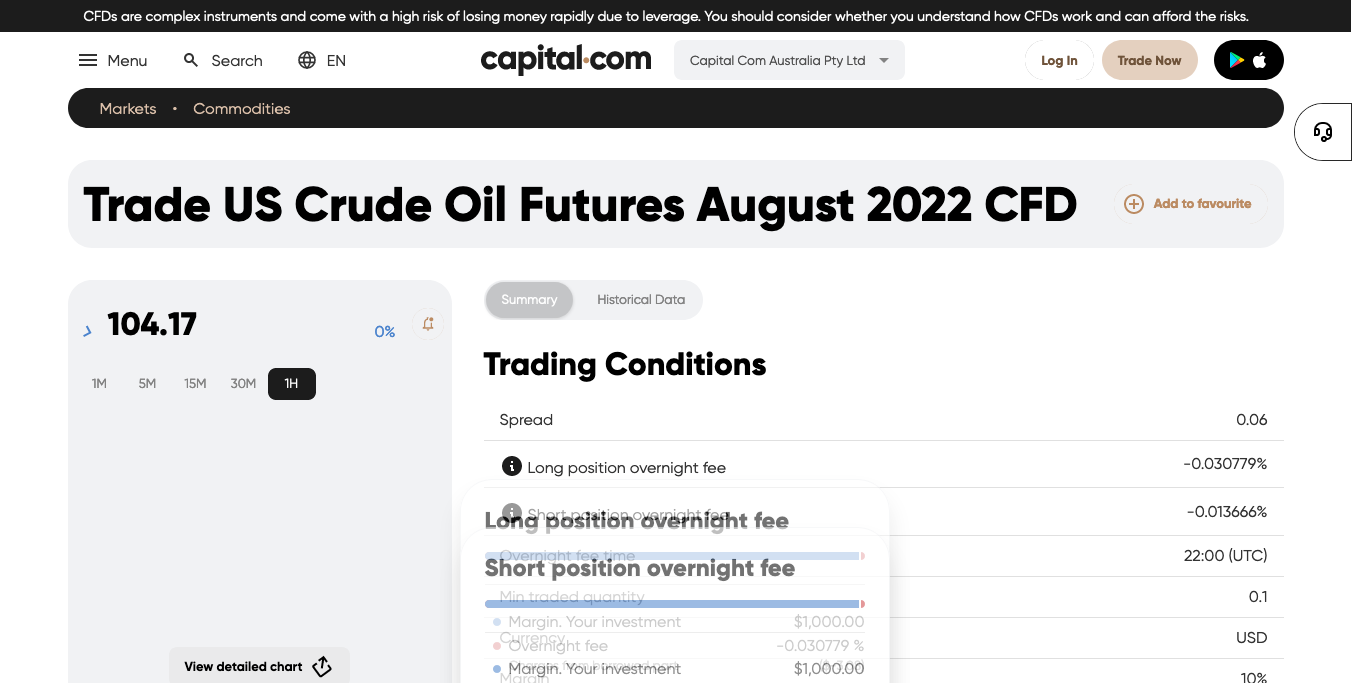 CFDs are complex instruments and come with a high risk of losing money rapidly due to leverage. You should consider whether you understand how CFDs work and can afford the risks.
Menu Search EN capital.com Capital Com Australia Pty Ltd Log In Trade Now
Markets • Commodities
Trade US Crude Oil Futures August 2022 CFD Add to favourite
104.17 0%
1M 5M 15M 30M 1H
View detailed chart
Summary Historical Data
Trading Conditions
Spread 0.06
Long position overnight fee -0.030779%
Short position overnight fee -0.013666%
Long position overnight fee
Overnight fee time 22:00 (UTC)
Short position overnight fee
Min traded quantity 0.1
Margin. Your investment $1,000.00
Currency USD
Overnight fee -0.030779 %
Margin. Your investment $1,000.00
Margin 10%